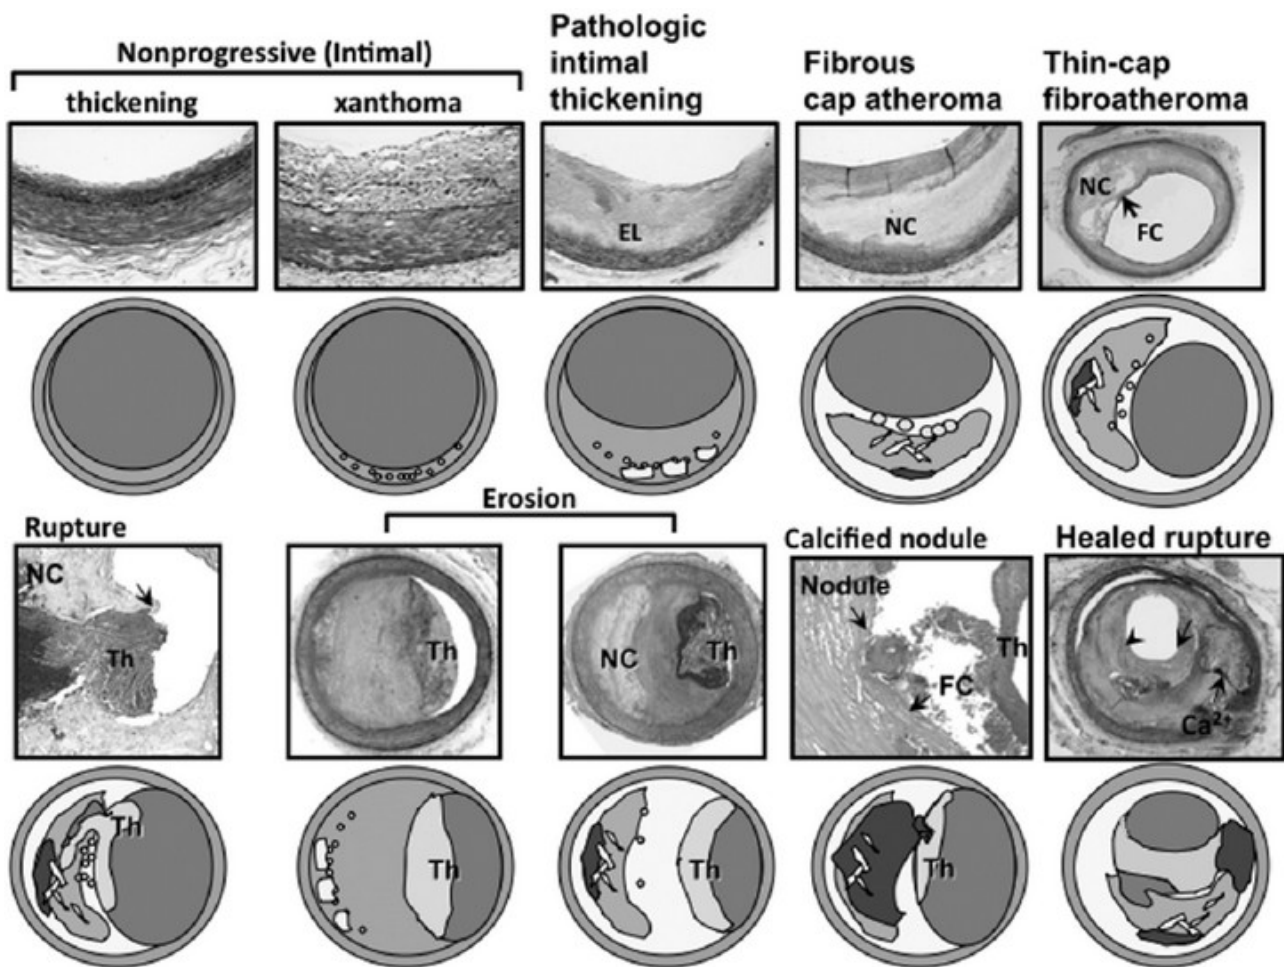 Nonprogressive (Intimal)
thickening
xanthoma
Pathologic
intimal
thickening
Fibrous
cap atheroma
Thin-cap
fibroatheroma
EL
NC
NC
FC
Rupture
Erosion
Calcified nodule
Healed rupture
NC
Th
Th
NC
Th
Nodule
FC
Th
Ca²⁺
Th
Th
Th
Th